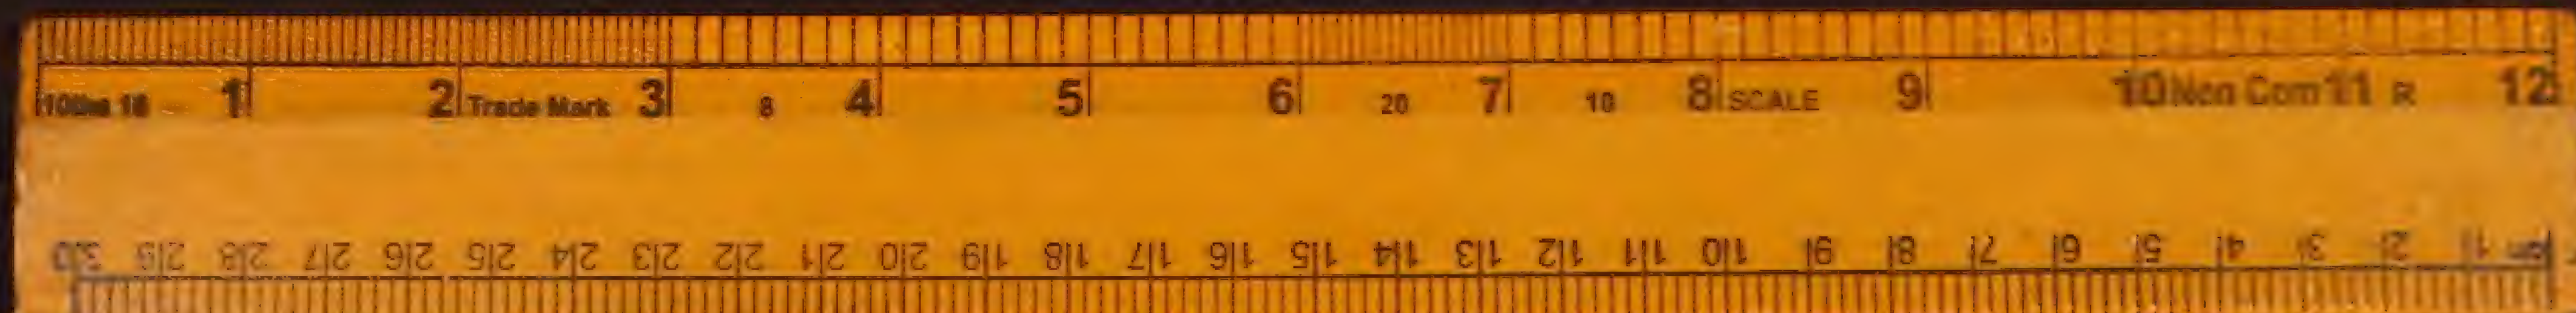 10ths 16 1 2 Trade Mark 3 8 4 5 6 20 7 10 8 SCALE 9 10 Non Com 11 R 12
30 29 28 27 26 25 24 23 22 21 20 19 18 17 16 15 14 13 12 11 10 9 8 7 6 5 4 3 2 1 cm